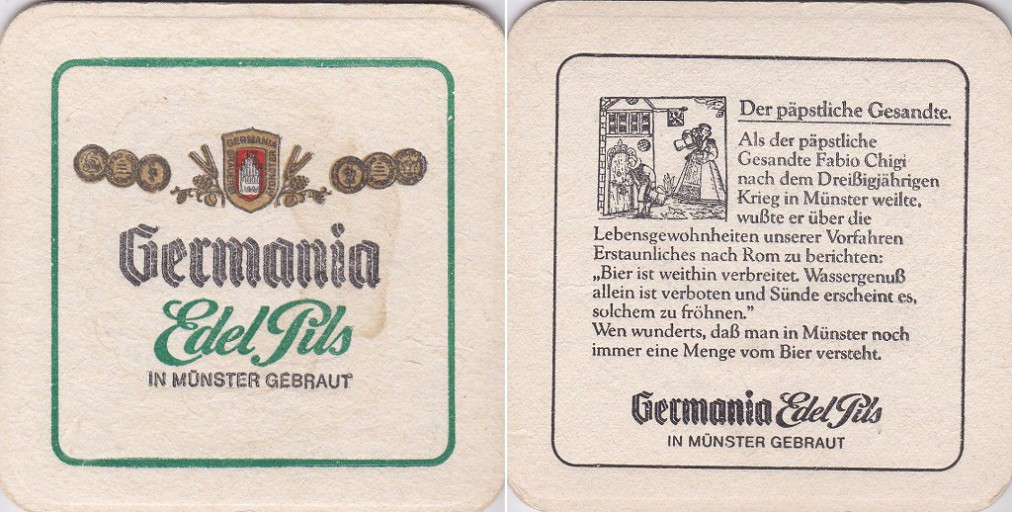 GERMANIA
Germania
Edel Pils
IN MÜNSTER GEBRAUT
Der päpstliche Gesandte.
Als der päpstliche
Gesandte Fabio Chigi
nach dem Dreißigjährigen
Krieg in Münster weilte,
wußte er über die
Lebensgewohnheiten unserer Vorfahren
Erstaunliches nach Rom zu berichten:
„Bier ist weithin verbreitet. Wassergenuß
allein ist verboten und Sünde erscheint es,
solchem zu fröhnen.”
Wen wunderts, daß man in Münster noch
immer eine Menge vom Bier versteht.
Germania Edel Pils
IN MÜNSTER GEBRAUT